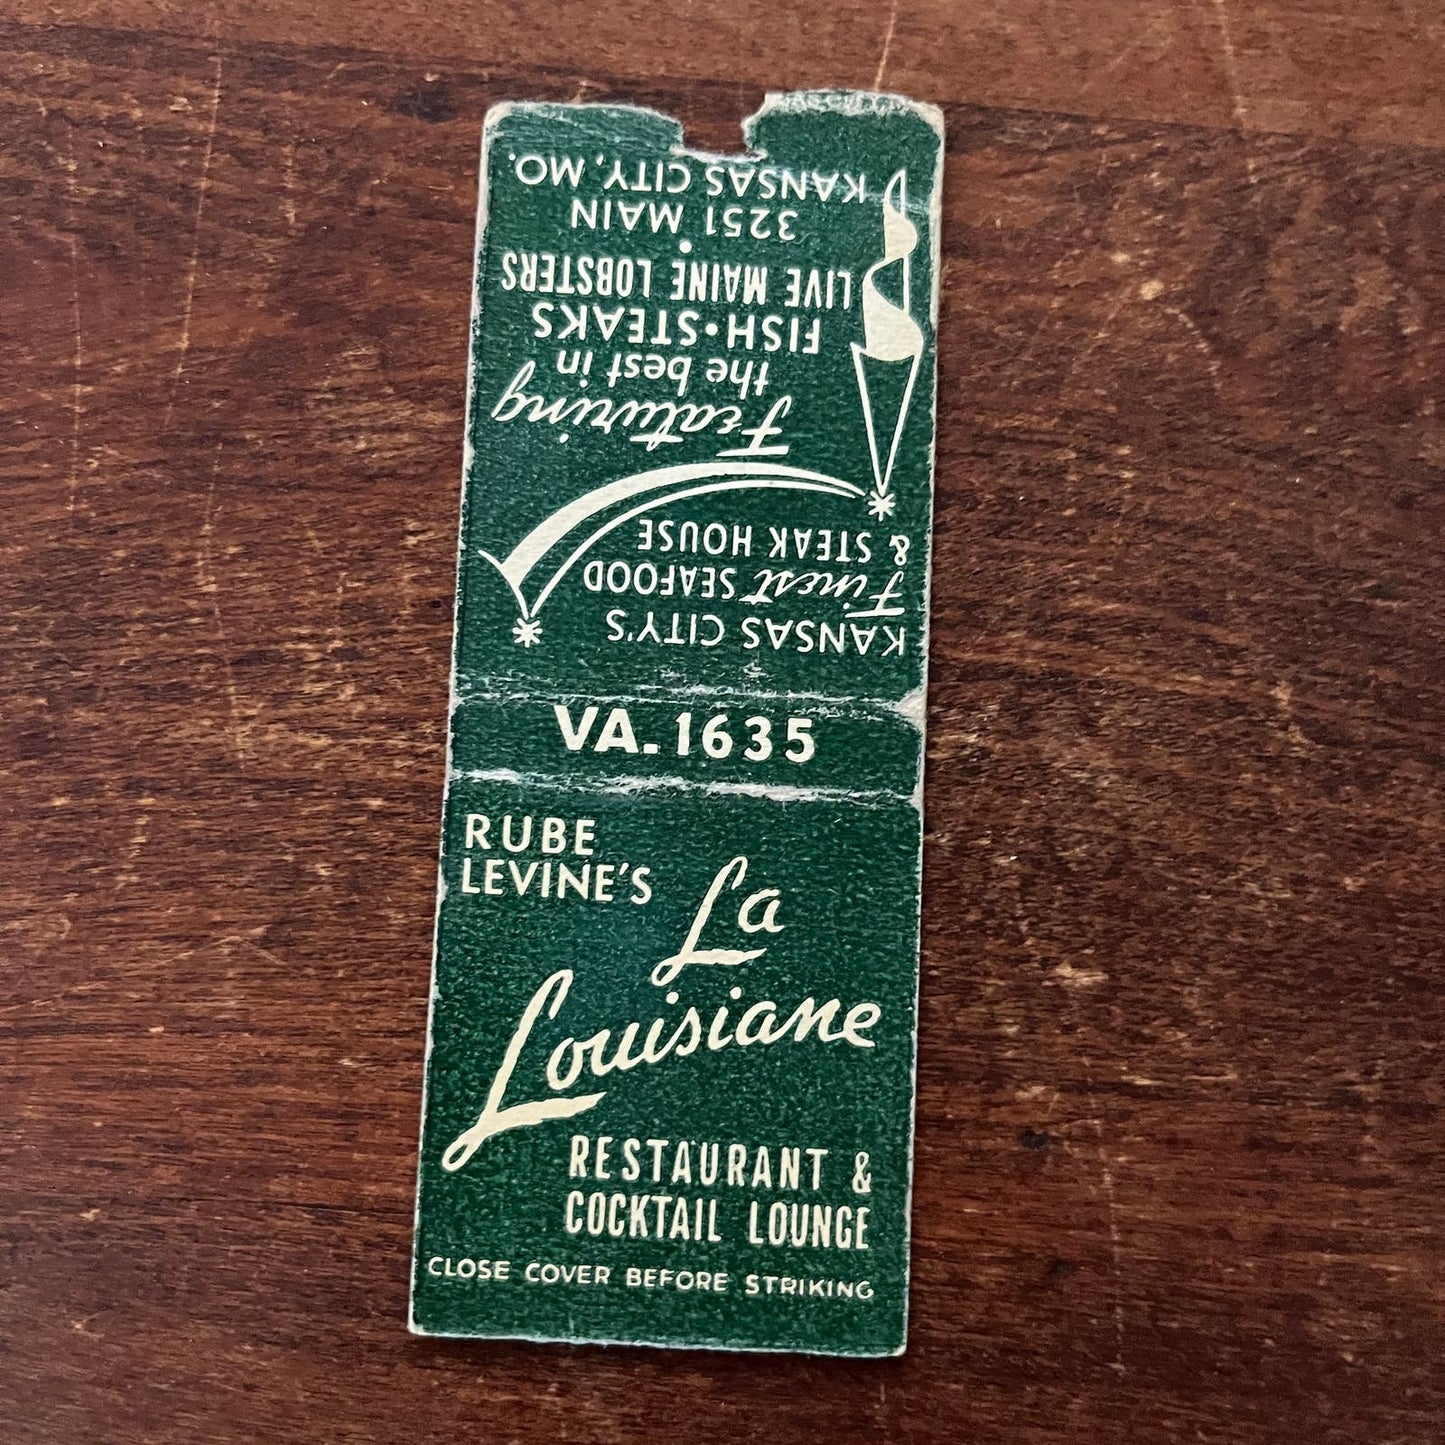 RUBE
LEVINE'S
La
Louisiane
RESTAURANT &
COCKTAIL LOUNGE
CLOSE COVER BEFORE STRIKING
VA. 1635
KANSAS CITY'S
Finest SEAFOOD
& STEAK HOUSE
Featuring
the best in
FISH • STEAKS
LIVE MAINE LOBSTERS
•
3251 MAIN
KANSAS CITY, MO.